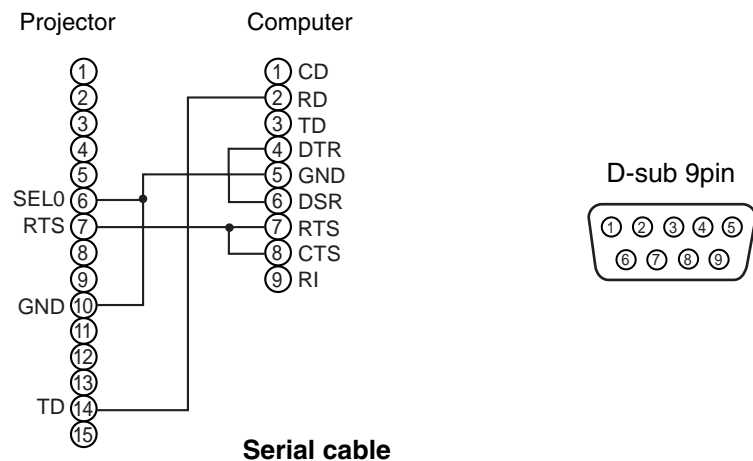 Projector Computer
1 1 CD
2 2 RD
3 3 TD
4 4 DTR
5 5 GND
SEL0 6 6 DSR
RTS 7 7 RTS
8 8 CTS
9 9 RI
GND 10
11
12
13
TD 14
15
Serial cable
D-sub 9pin
1 2 3 4 5
6 7 8 9